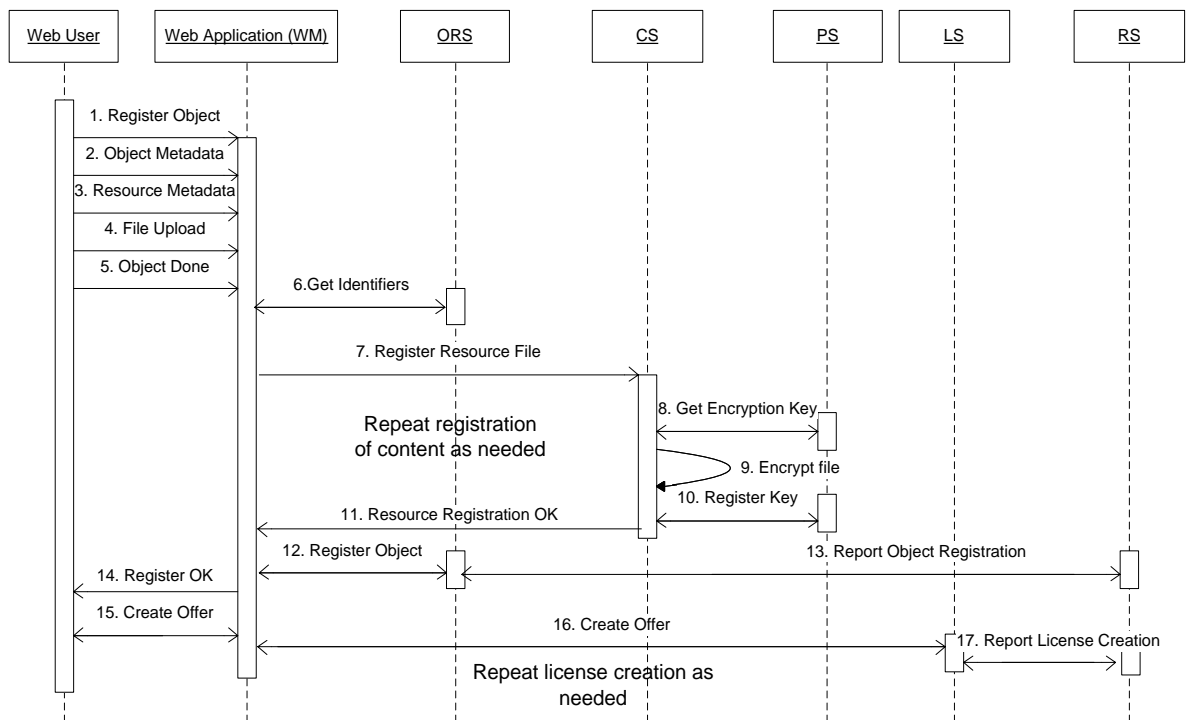 Web User
Web Application (WM)
ORS
CS
PS
LS
RS
1. Register Object
2. Object Metadata
3. Resource Metadata
4. File Upload
5. Object Done
6.Get Identifiers
7. Register Resource File
8. Get Encryption Key
Repeat registration
of content as needed
9. Encrypt file
10. Register Key
11. Resource Registration OK
12. Register Object
13. Report Object Registration
14. Register OK
15. Create Offer
16. Create Offer
17. Report License Creation
Repeat license creation as
needed